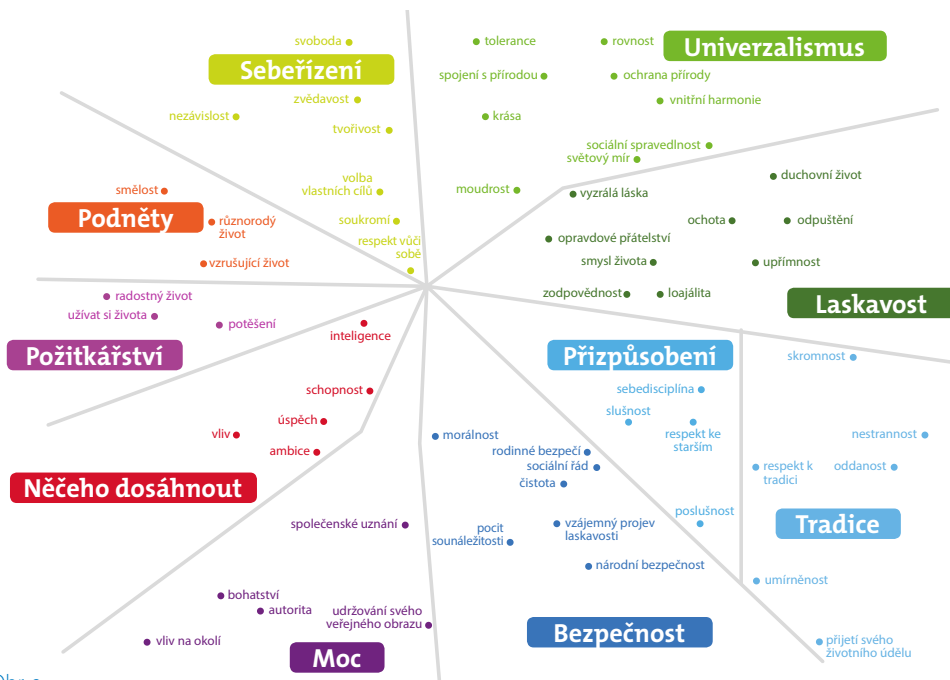 svoboda
Sebeřízení
zvědavost
nezávislost
tvořivost
volba
vlastních cílů
soukromí
respekt vůči
sobě
tolerance
rovnost
Univerzalismus
spojení s přírodou
ochrana přírody
vnitřní harmonie
krása
sociální spravedlnost
světový mír
moudrost
smělost
Podněty
různorodý
život
vzrušující život
duchovní život
vyzrálá láska
ochota
odpuštění
opravdové přátelství
smysl života
upřímnost
zodpovědnost
loajálita
Laskavost
radostný život
užívat si života
potěšení
Požitkářství
inteligence
schopnost
úspěch
vliv
ambice
Něčeho dosáhnout
Přizpůsobení
sebedisciplína
slušnost
respekt ke
starším
poslušnost
skromnost
nestrannost
respekt k
tradici
oddanost
Tradice
umírněnost
přijetí svého
životního údělu
morálnost
rodinné bezpečí
sociální řád
čistota
pocit
sounáležitosti
vzájemný projev
laskavosti
národní bezpečnost
Bezpečnost
společenské uznání
bohatství
autorita
udržování svého
veřejného obrazu
vliv na okolí
Moc